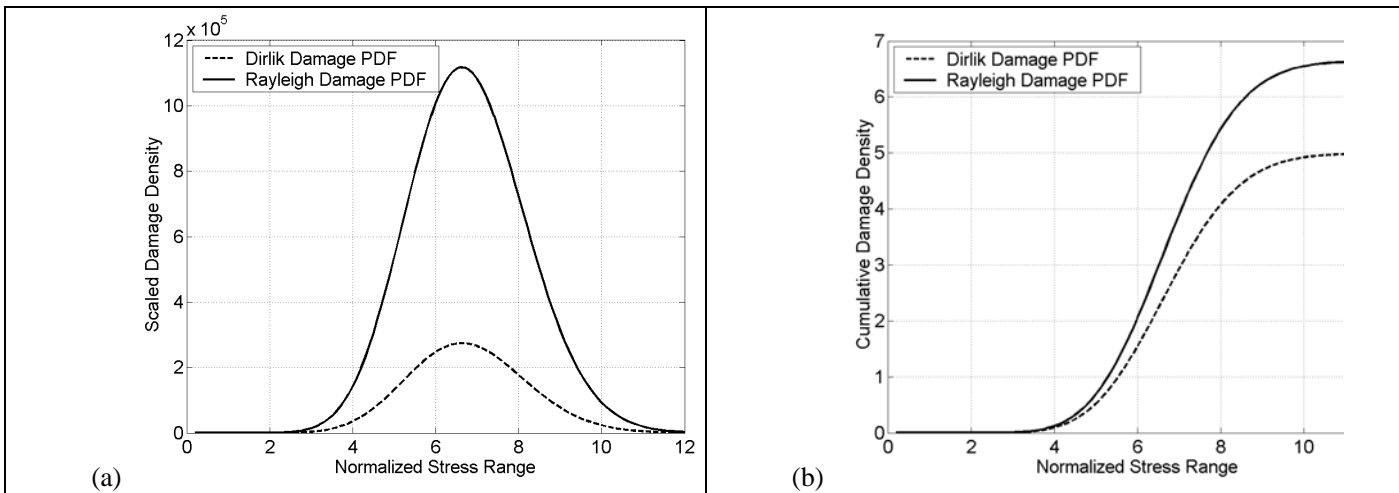 12 x 10^5
Dirlik Damage PDF
Rayleigh Damage PDF
10
8
6
4
2
0
Scaled Damage Density
0 2 4 6 8 10 12
Normalized Stress Range
(a)
7
Dirlik Damage PDF
Rayleigh Damage PDF
6
5
4
3
2
1
0
Cumulative Damage Density
0 2 4 6 8 10
Normalized Stress Range
(b)